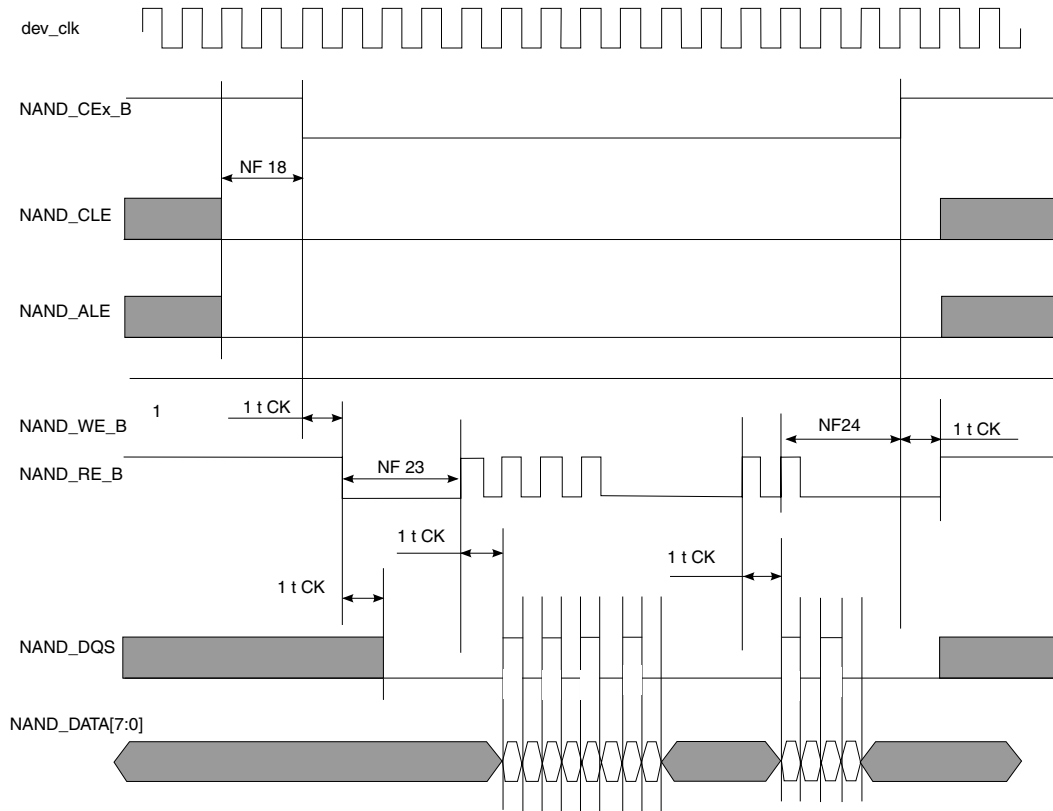 dev_clk
NAND_CEx_B
NF 18
NAND_CLE
NAND_ALE
1
1 t CK
NF24
1 t CK
NAND_WE_B
NF 23
NAND_RE_B
1 t CK
1 t CK
1 t CK
NAND_DQS
NAND_DATA[7:0]